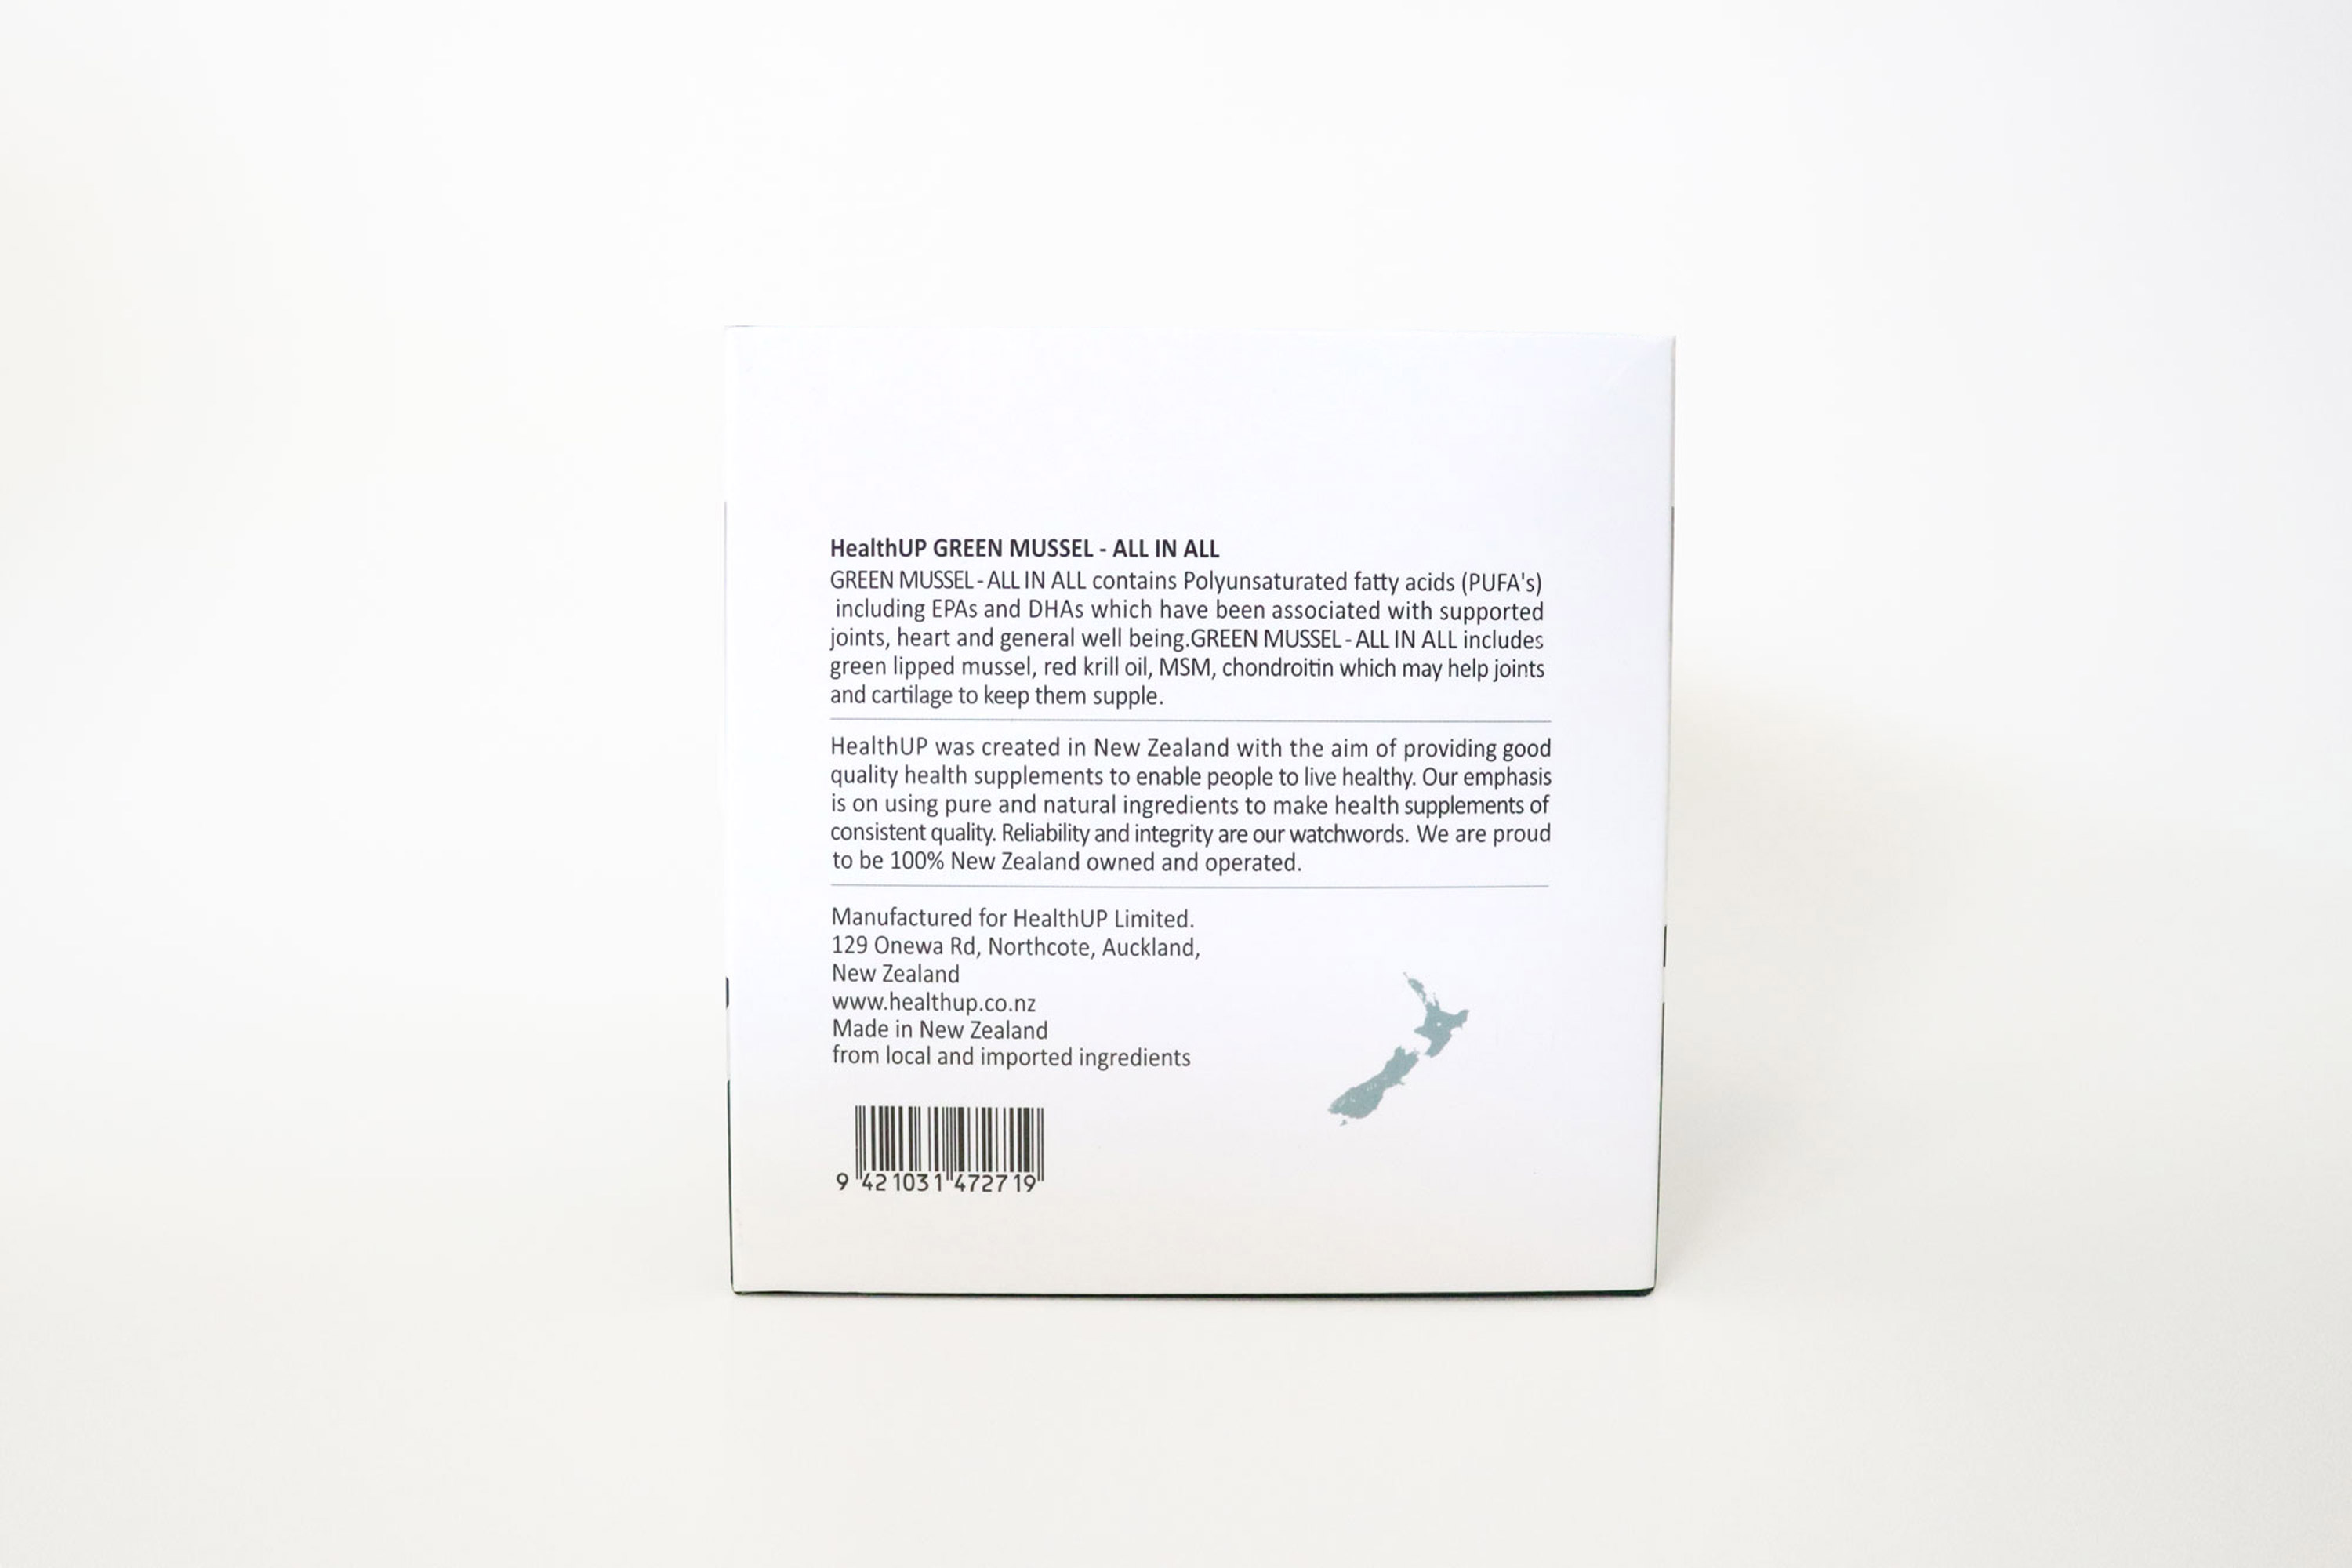 HealthUP GREEN MUSSEL - ALL IN ALL
GREEN MUSSEL - ALL IN ALL contains Polyunsaturated fatty acids (PUFA's)
including EPAs and DHAs which have been associated with supported
joints, heart and general well being.GREEN MUSSEL - ALL IN ALL includes
green lipped mussel, red krill oil, MSM, chondroitin which may help joints
and cartilage to keep them supple.
HealthUP was created in New Zealand with the aim of providing good
quality health supplements to enable people to live healthy. Our emphasis
is on using pure and natural ingredients to make health supplements of
consistent quality. Reliability and integrity are our watchwords. We are proud
to be 100% New Zealand owned and operated.
Manufactured for HealthUP Limited.
129 Onewa Rd, Northcote, Auckland,
New Zealand
www.healthup.co.nz
Made in New Zealand
from local and imported ingredients
9 421031 472719